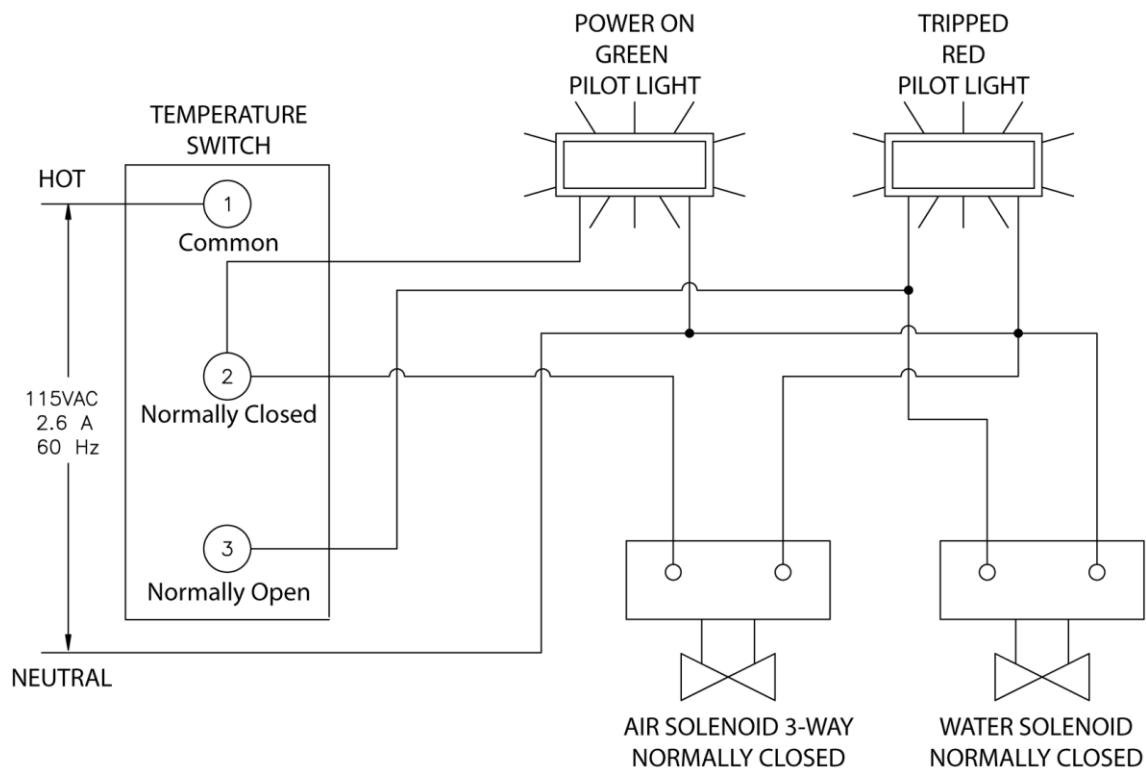 POWER ON
GREEN
PILOT LIGHT
TRIPPED
RED
PILOT LIGHT
TEMPERATURE
SWITCH
HOT
1
Common
2
Normally Closed
115VAC
2.6 A
60 Hz
3
Normally Open
NEUTRAL
AIR SOLENOID 3-WAY
NORMALLY CLOSED
WATER SOLENOID
NORMALLY CLOSED